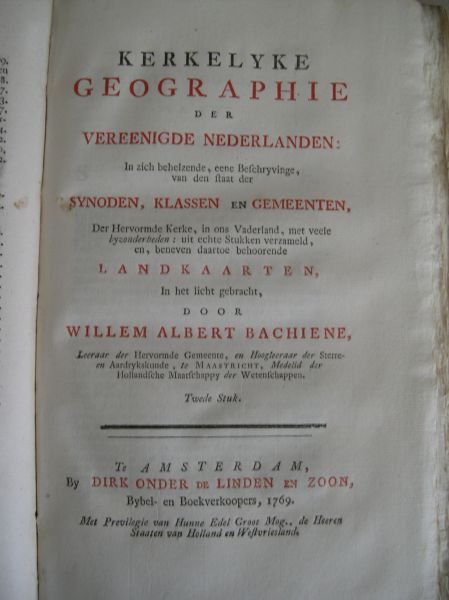 KERKELYKE
GEOGRAPHIE
DER
VEREENIGDE NEDERLANDEN:
In zich behelzende, eene Beſchryvinge,
van den ſtaat der
SYNODEN, KLASSEN EN GEMEENTEN,
Der Hervormde Kerke, in ons Vaderland, met veele
byzonderheden: uit echte Stukken verzameld,
en, beneven daartoe behoorende
LANDKAARTEN,
In het licht gebracht,
DOOR
WILLEM ALBERT BACHIENE,
Leeraar der Hervormde Gemeente, en Hoogleeraar der Sterre-
en Aardrykskunde, te MAASTRICHT, Medelid der
Hollandſche Maatſchappy der Wetenſchappen.
Twede Stuk.
Te AMSTERDAM,
By DIRK ONDER DE LINDEN EN ZOON,
Bybel- en Boekverkoopers, 1769.
Met Previlegie van Hunne Edel Groot Mog., de Heeren
Staaten van Holland en Weſtvriesland.